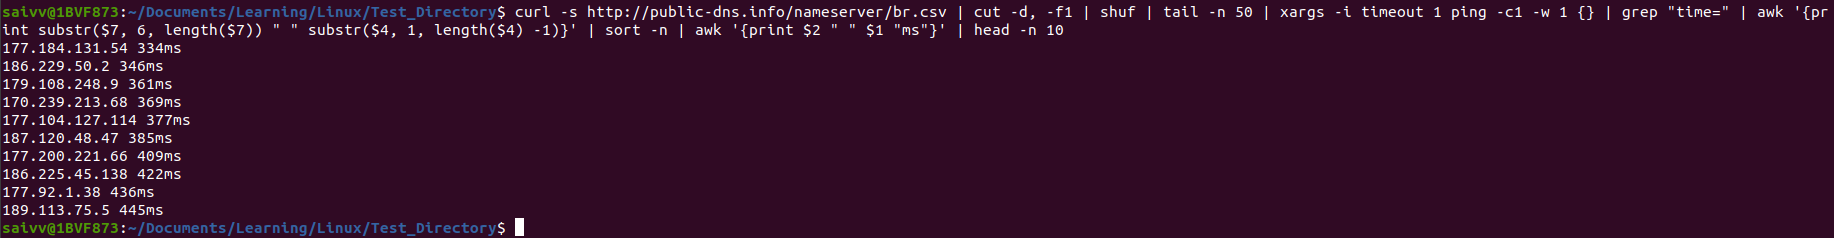 saivv@1BVF873:~/Documents/Learning/Linux/Test_Directory$ curl -s http://public-dns.info/nameserver/br.csv | cut -d, -f1 | shuf | tail -n 50 | xargs -i timeout 1 ping -c1 -w 1 {} | grep "time=" | awk '{pr
int substr($7, 6, length($7)) " " substr($4, 1, length($4) -1)}' | sort -n | awk '{print $2 " " $1 "ms"}' | head -n 10
177.184.131.54 334ms
186.229.50.2 346ms
179.108.248.9 361ms
170.239.213.68 369ms
177.104.127.114 377ms
187.120.48.47 385ms
177.200.221.66 409ms
186.225.45.138 422ms
177.92.1.38 436ms
189.113.75.5 445ms
saivv@1BVF873:~/Documents/Learning/Linux/Test_Directory$